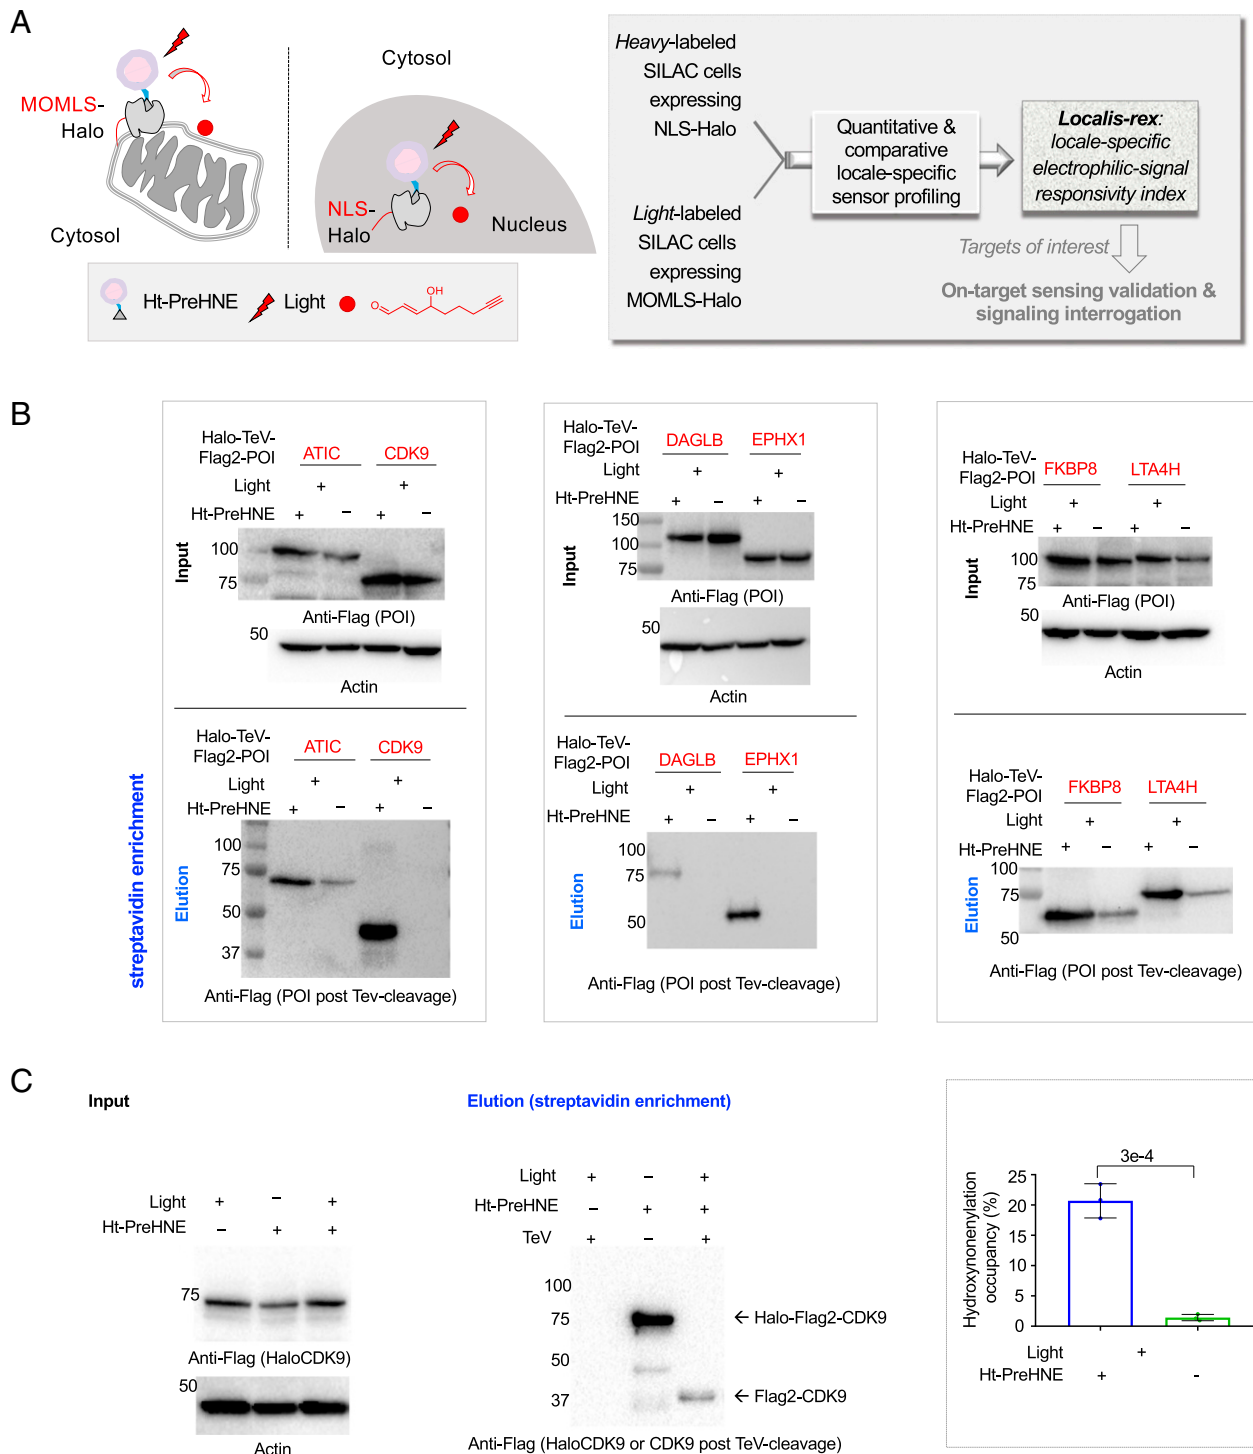 A
MOMLS-
Halo
Cytosol
Cytosol
NLS-
Halo
Nucleus
Ht-PreHNE
Light
OH
O
Heavy-labeled
SILAC cells
expressing
NLS-Halo
Light-labeled
SILAC cells
expressing
MOMLS-Halo
Quantitative &
comparative
locale-specific
sensor profiling
Localis-rex:
locale-specific
electrophilic-signal
responsivity index
Targets of interest
On-target sensing validation &
signaling interrogation
B
streptavidin enrichment
Halo-TeV-
Flag2-POI
ATIC CDK9
Light + +
Ht-PreHNE + − + −
Input
100
75
Anti-Flag (POI)
50
Actin
Halo-TeV-
Flag2-POI
ATIC CDK9
Light + +
Ht-PreHNE + − + −
Elution
100
75
50
37
Anti-Flag (POI post Tev-cleavage)
Halo-TeV-
Flag2-POI
DAGLB EPHX1
Light + +
Ht-PreHNE + − + −
Input
150
100
75
Anti-Flag (POI)
50
Actin
Halo-TeV-
Flag2-POI
DAGLB EPHX1
Light + +
Ht-PreHNE + − + −
Elution
100
75
50
Anti-Flag (POI post Tev-cleavage)
Halo-TeV-
Flag2-POI
FKBP8 LTA4H
Light + +
Ht-PreHNE + − + −
Input
100
Anti-Flag (POI)
50
Actin
Halo-TeV-
Flag2-POI
FKBP8 LTA4H
Light + +
Ht-PreHNE + − + −
Elution
100
75
50
Anti-Flag (POI post Tev-cleavage)
C
Input
Light + − +
Ht-PreHNE − + +
75
Anti-Flag (HaloCDK9)
50
Actin
Elution (streptavidin enrichment)
Light + − +
Ht-PreHNE − + +
TeV + − +
100
75
50
37
← Halo-Flag2-CDK9
← Flag2-CDK9
Anti-Flag (HaloCDK9 or CDK9 post TeV-cleavage)
Hydroxynonenylation
occupancy (%)
3e-4
25
20
15
10
5
0
Light +
Ht-PreHNE + -